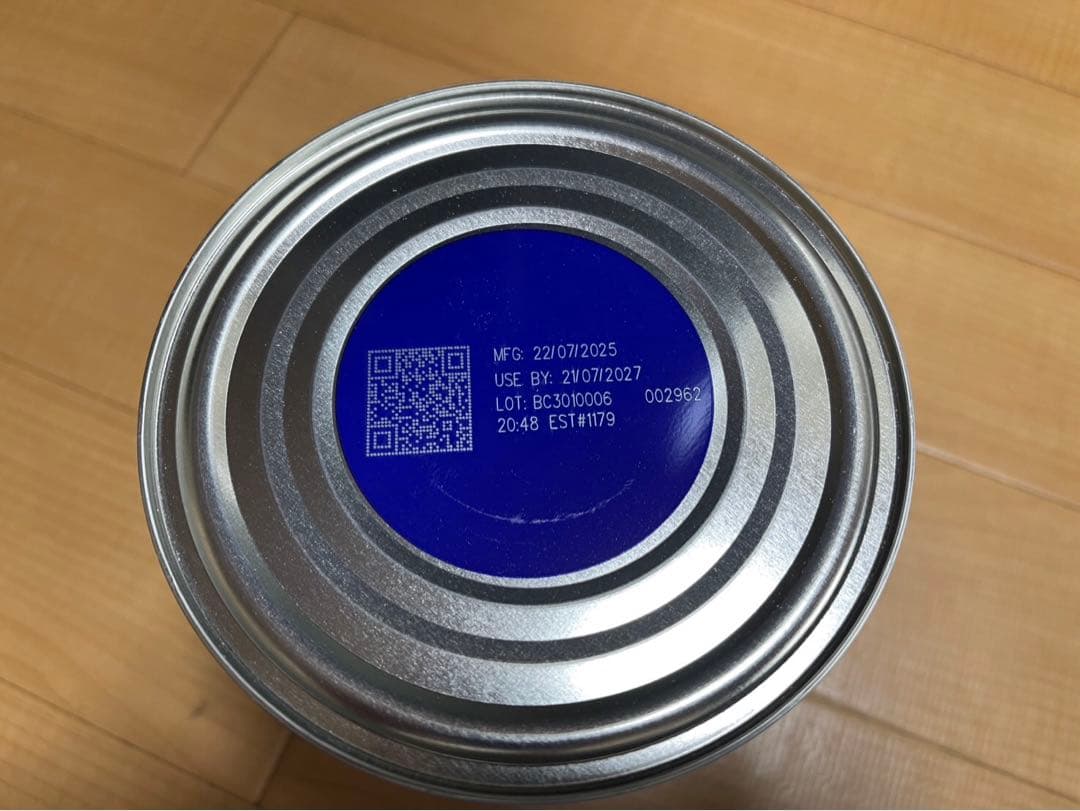 MFG: 22/07/2025
USE BY: 21/07/2027
LOT: BC3010006 002962
20:48 EST#1179